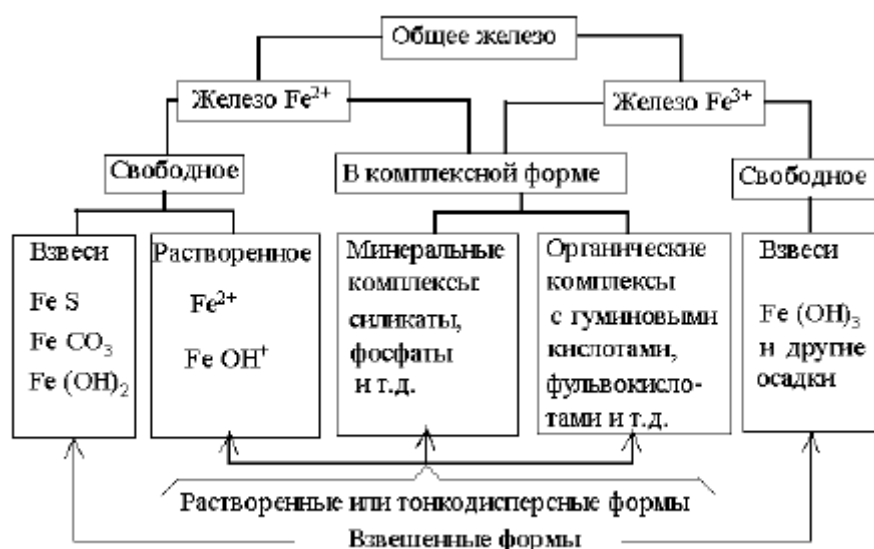 Общее железо
Железо Fe²⁺
Железо Fe³⁺
Свободное
В комплексной форме
Свободное
Взвеси
Fe S
Fe CO₃
Fe (OH)₂
Растворенное
Fe²⁺
Fe OH⁺
Минеральные
комплексы:
силикаты,
фосфаты
и т.д.
Органические
комплексы
с гуминовыми
кислотами,
фульвокисло-
тами и т.д.
Взвеси
Fe (OH)₃
и другие
осадки
Растворенные или тонкодисперсные формы
Взвешенные формы